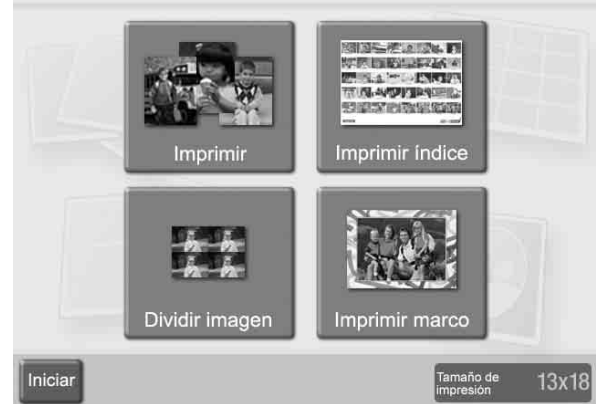 Imprimir
Imprimir índice
Dividir imagen
Imprimir marco
Iniciar
Tamaño de
impresión
13x18